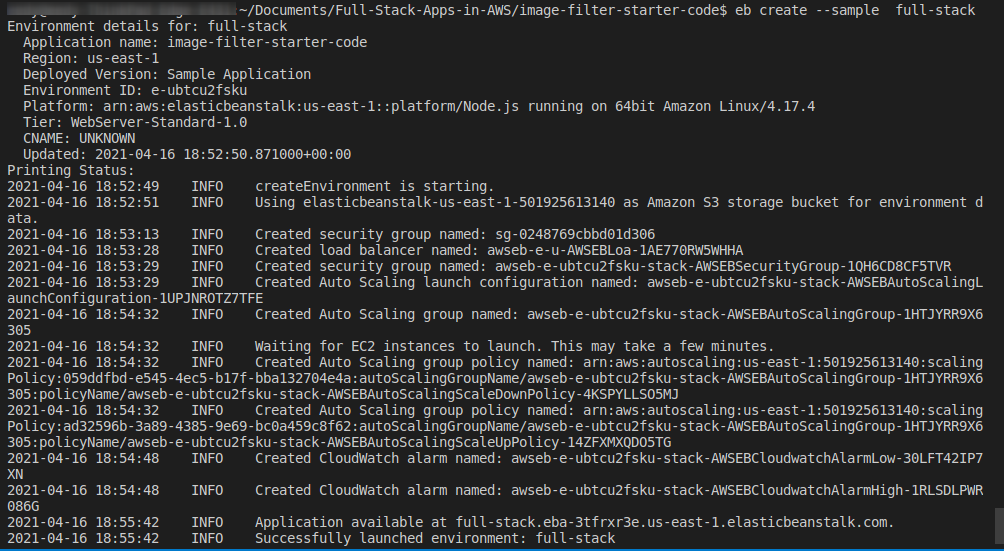 ~/Documents/Full-Stack-Apps-in-AWS/image-filter-starter-code$ eb create --sample  full-stack
Environment details for: full-stack
  Application name: image-filter-starter-code
  Region: us-east-1
  Deployed Version: Sample Application
  Environment ID: e-ubtcu2fsku
  Platform: arn:aws:elasticbeanstalk:us-east-1::platform/Node.js running on 64bit Amazon Linux/4.17.4
  Tier: WebServer-Standard-1.0
  CNAME: UNKNOWN
  Updated: 2021-04-16 18:52:50.871000+00:00
Printing Status:
2021-04-16 18:52:49    INFO    createEnvironment is starting.
2021-04-16 18:52:51    INFO    Using elasticbeanstalk-us-east-1-501925613140 as Amazon S3 storage bucket for environment d
ata.
2021-04-16 18:53:13    INFO    Created security group named: sg-0248769cbbd01d306
2021-04-16 18:53:28    INFO    Created load balancer named: awseb-e-u-AWSEBLoa-1AE770RW5WHHA
2021-04-16 18:53:29    INFO    Created security group named: awseb-e-ubtcu2fsku-stack-AWSEBSecurityGroup-1QH6CD8CF5TVR
2021-04-16 18:53:29    INFO    Created Auto Scaling launch configuration named: awseb-e-ubtcu2fsku-stack-AWSEBAutoScalingL
aunchConfiguration-1UPJNROTZ7TFE
2021-04-16 18:54:32    INFO    Created Auto Scaling group named: awseb-e-ubtcu2fsku-stack-AWSEBAutoScalingGroup-1HTJYRR9X6
305
2021-04-16 18:54:32    INFO    Waiting for EC2 instances to launch. This may take a few minutes.
2021-04-16 18:54:32    INFO    Created Auto Scaling group policy named: arn:aws:autoscaling:us-east-1:501925613140:scaling
Policy:059ddfbd-e545-4ec5-b17f-bba132704e4a:autoScalingGroupName/awseb-e-ubtcu2fsku-stack-AWSEBAutoScalingGroup-1HTJYRR9X6
305:policyName/awseb-e-ubtcu2fsku-stack-AWSEBAutoScalingScaleDownPolicy-4KSPYLLSO5MJ
2021-04-16 18:54:32    INFO    Created Auto Scaling group policy named: arn:aws:autoscaling:us-east-1:501925613140:scaling
Policy:ad32596b-3a89-4385-9e69-bc0a459c8f62:autoScalingGroupName/awseb-e-ubtcu2fsku-stack-AWSEBAutoScalingGroup-1HTJYRR9X6
305:policyName/awseb-e-ubtcu2fsku-stack-AWSEBAutoScalingScaleUpPolicy-14ZFXMXQDO5TG
2021-04-16 18:54:48    INFO    Created CloudWatch alarm named: awseb-e-ubtcu2fsku-stack-AWSEBCloudwatchAlarmLow-30LFT42IP7
XN
2021-04-16 18:54:48    INFO    Created CloudWatch alarm named: awseb-e-ubtcu2fsku-stack-AWSEBCloudwatchAlarmHigh-1RLSDLPWR
086G
2021-04-16 18:55:42    INFO    Application available at full-stack.eba-3tfrxr3e.us-east-1.elasticbeanstalk.com.
2021-04-16 18:55:42    INFO    Successfully launched environment: full-stack